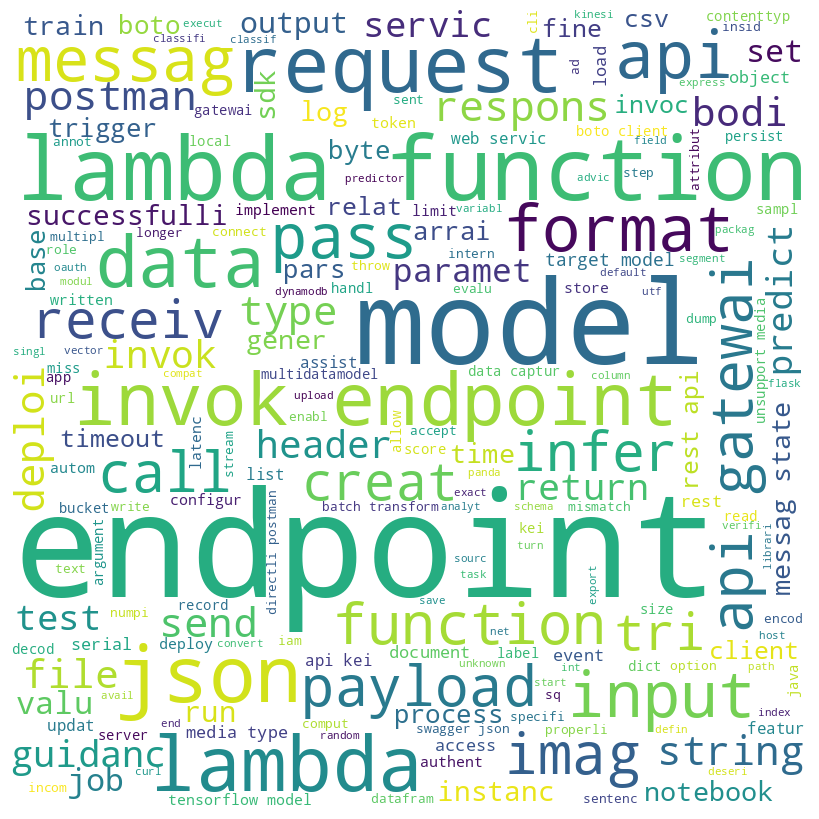 train boto execut output servic cli kinesi fine csv contenttyp insid
classifi classif ad load
messag request api set
postman gatewai sdk log sent respons invoc express object
trigger local token bodi
annot byte web servic boto client field persist
lambda function
predictor advic step attribut
successfulli implement relat limit variabl format packag sampl
base multipl longer connect pass arrai
role data intern target model segment
oauth modul pars throw paramet default
written dynamodb handl evalu store utf
receiv type model gatewai predict
gener dump unsupport media
singl vector invok assist
miss compat multidatamodel data captur flask
app upload column
url invok endpoint rest api
deploi enabl allow accept
timeout latenc header score time infer
autom stream list messag state
call creat return
bucket configur panda exact rest
write batch transform analyt schema kei mismatch read
endpoint api verifi librari
argument directli postman turn
text sourc task
export
test numpi record send save function size tri encod
decod serial deploy iam document label net event client host
convert api kei unknown int dict option path java
file json avail payload start sq input
valu run process specifi index
updat end comput swagger json properli defin featur
server media type random access
guidanc lambda authent imag string
job curl deseri
incom tensorflow model datafram instanc sentenc notebook